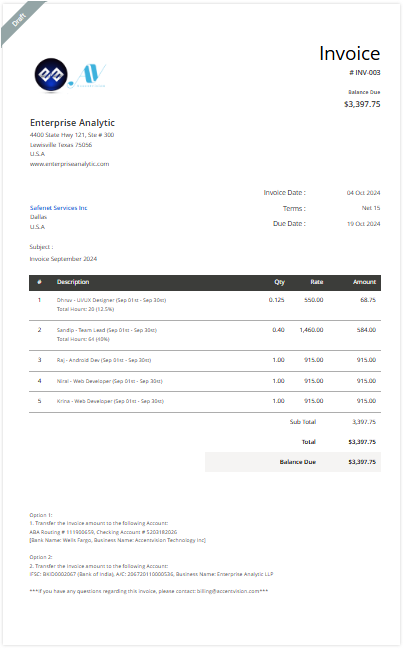 Draft
Invoice
# INV-003
Balance Due
$3,397.75
AV
Enterprise Analytic
4400 State Hwy 121, Ste # 300
Lewisville Texas 75056
U.S.A
www.enterpriseanalytic.com
Invoice Date : 04 Oct 2024
Terms : Net 15
Due Date : 19 Oct 2024
Safenet Services Inc
Dallas
U.S.A
Subject :
Invoice September 2024
# Description Qty Rate Amount
1 Dhruv - UI/UX Designer (Sep 01st - Sep 30st) 0.125 550.00 68.75
Total Hours: 20 (12.5%)
2 Sandip - Team Lead (Sep 01st - Sep 30st) 0.40 1,460.00 584.00
Total Hours: 64 (40%)
3 Raj - Android Dev (Sep 01st - Sep 30st) 1.00 915.00 915.00
4 Niral - Web Developer (Sep 01st - Sep 30st) 1.00 915.00 915.00
5 Krina - Web Developer (Sep 01st - Sep 30st) 1.00 915.00 915.00
Sub Total 3,397.75
Total $3,397.75
Balance Due $3,397.75
Option 1:
1. Transfer the invoice amount to the following Account:
ABA Routing # 111900659, Checking Account # 5203182026
[Bank Name: Wells Fargo, Business Name: Accentvision Technology Inc]
Option 2:
2. Transfer the invoice amount to the following Account:
IFSC: BKID0002067 (Bank of India), A/C: 206720110000536, Business Name: Enterprise Analytic LLP
***If you have any questions regarding this invoice, please contact: billing@accentvision.com***